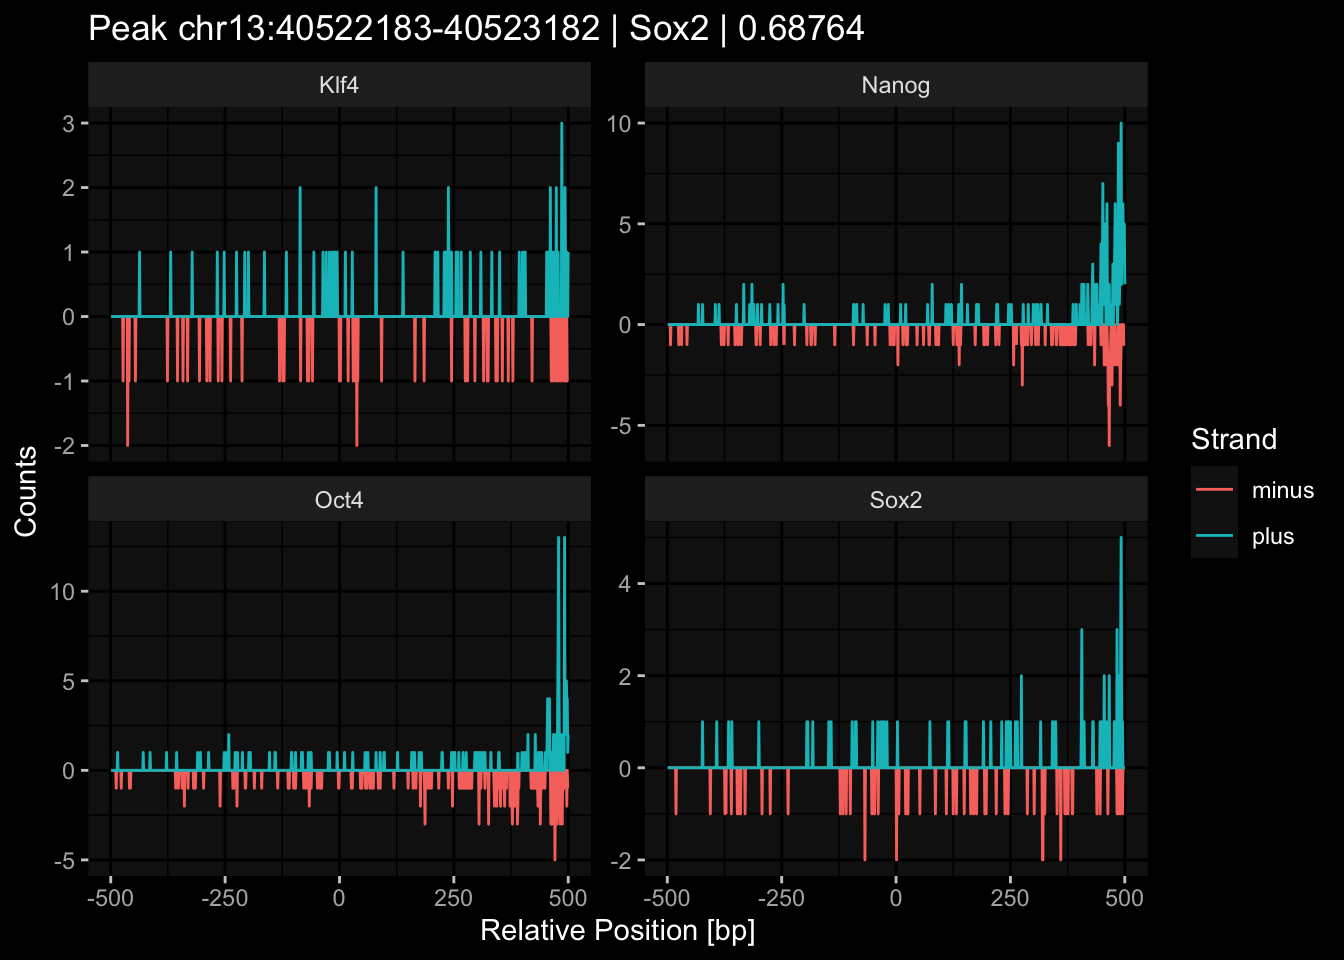 Peak chr13:40522183-40523182 | Sox2 | 0.68764
Klf4
Nanog
3
2
1
0
-1
-2
10
5
0
-5
Oct4
Sox2
10
5
0
-5
4
2
0
-2
-500
-250
0
250
500
-500
-250
0
250
500
Relative Position [bp]
Counts
Strand
minus
plus